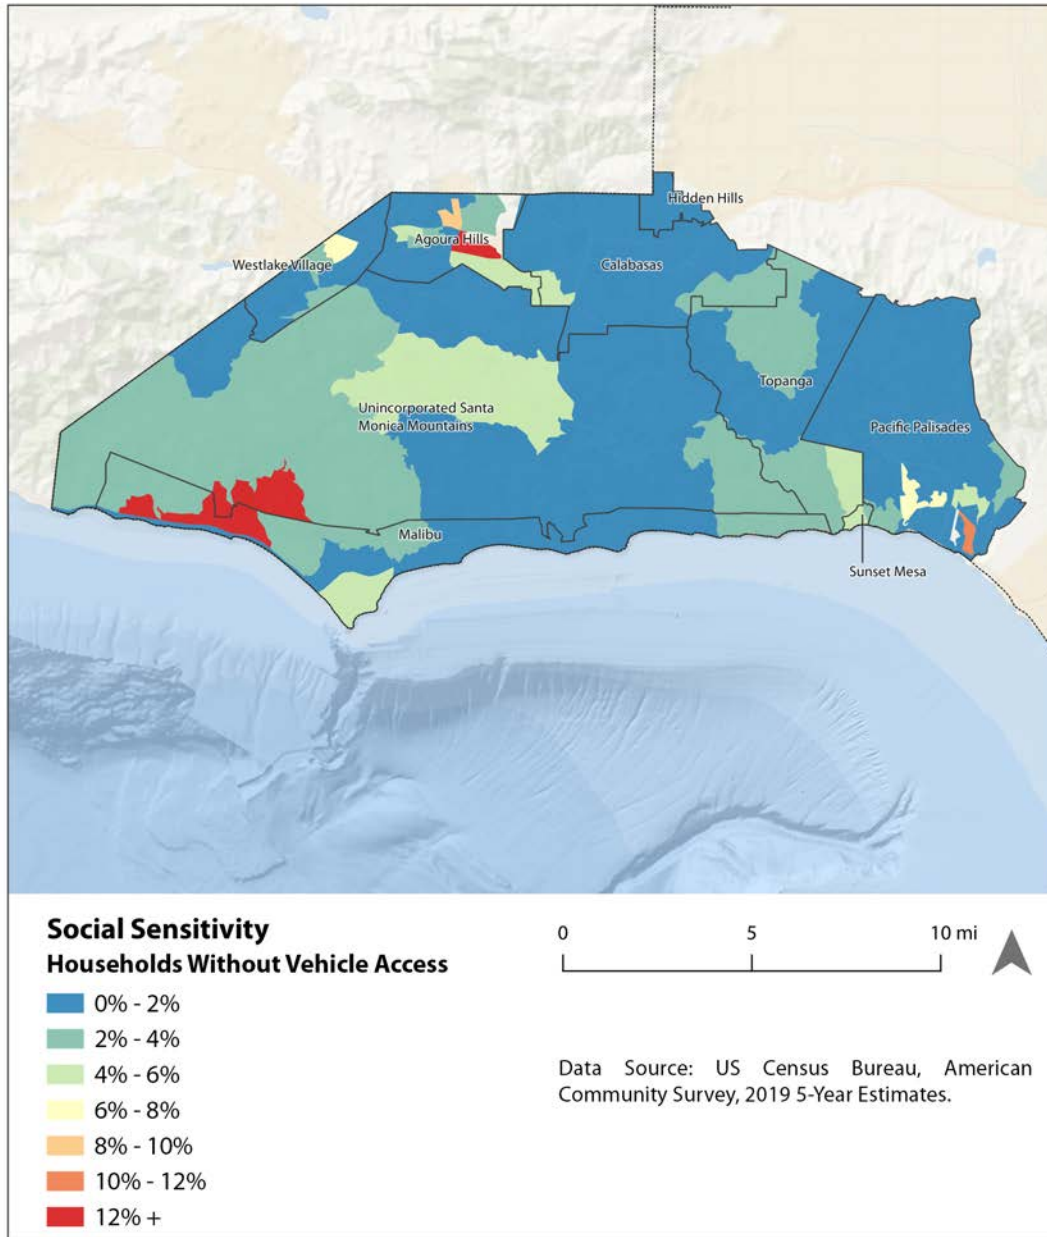 Hidden Hills
Agoura Hills
Westlake Village
Calabasas
Topanga
Unincorporated Santa
Monica Mountains
Pacific Palisades
Malibu
Sunset Mesa
Social Sensitivity
Households Without Vehicle Access
0% - 2%
2% - 4%
4% - 6%
6% - 8%
8% - 10%
10% - 12%
12% +
0 5 10 mi
Data Source: US Census Bureau, American
Community Survey, 2019 5-Year Estimates.